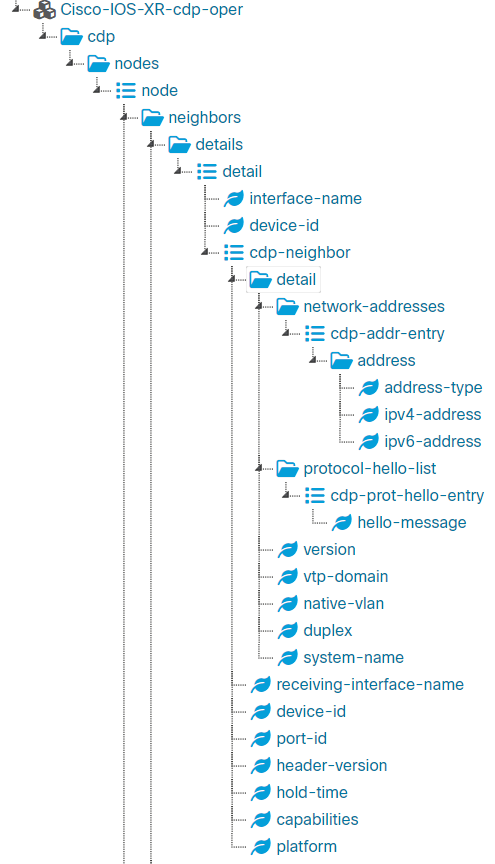 Cisco-IOS-XR-cdp-oper
cdp
nodes
node
neighbors
details
detail
interface-name
device-id
cdp-neighbor
detail
network-addresses
cdp-addr-entry
address
address-type
ipv4-address
ipv6-address
protocol-hello-list
cdp-prot-hello-entry
hello-message
version
vtp-domain
native-vlan
duplex
system-name
receiving-interface-name
device-id
port-id
header-version
hold-time
capabilities
platform